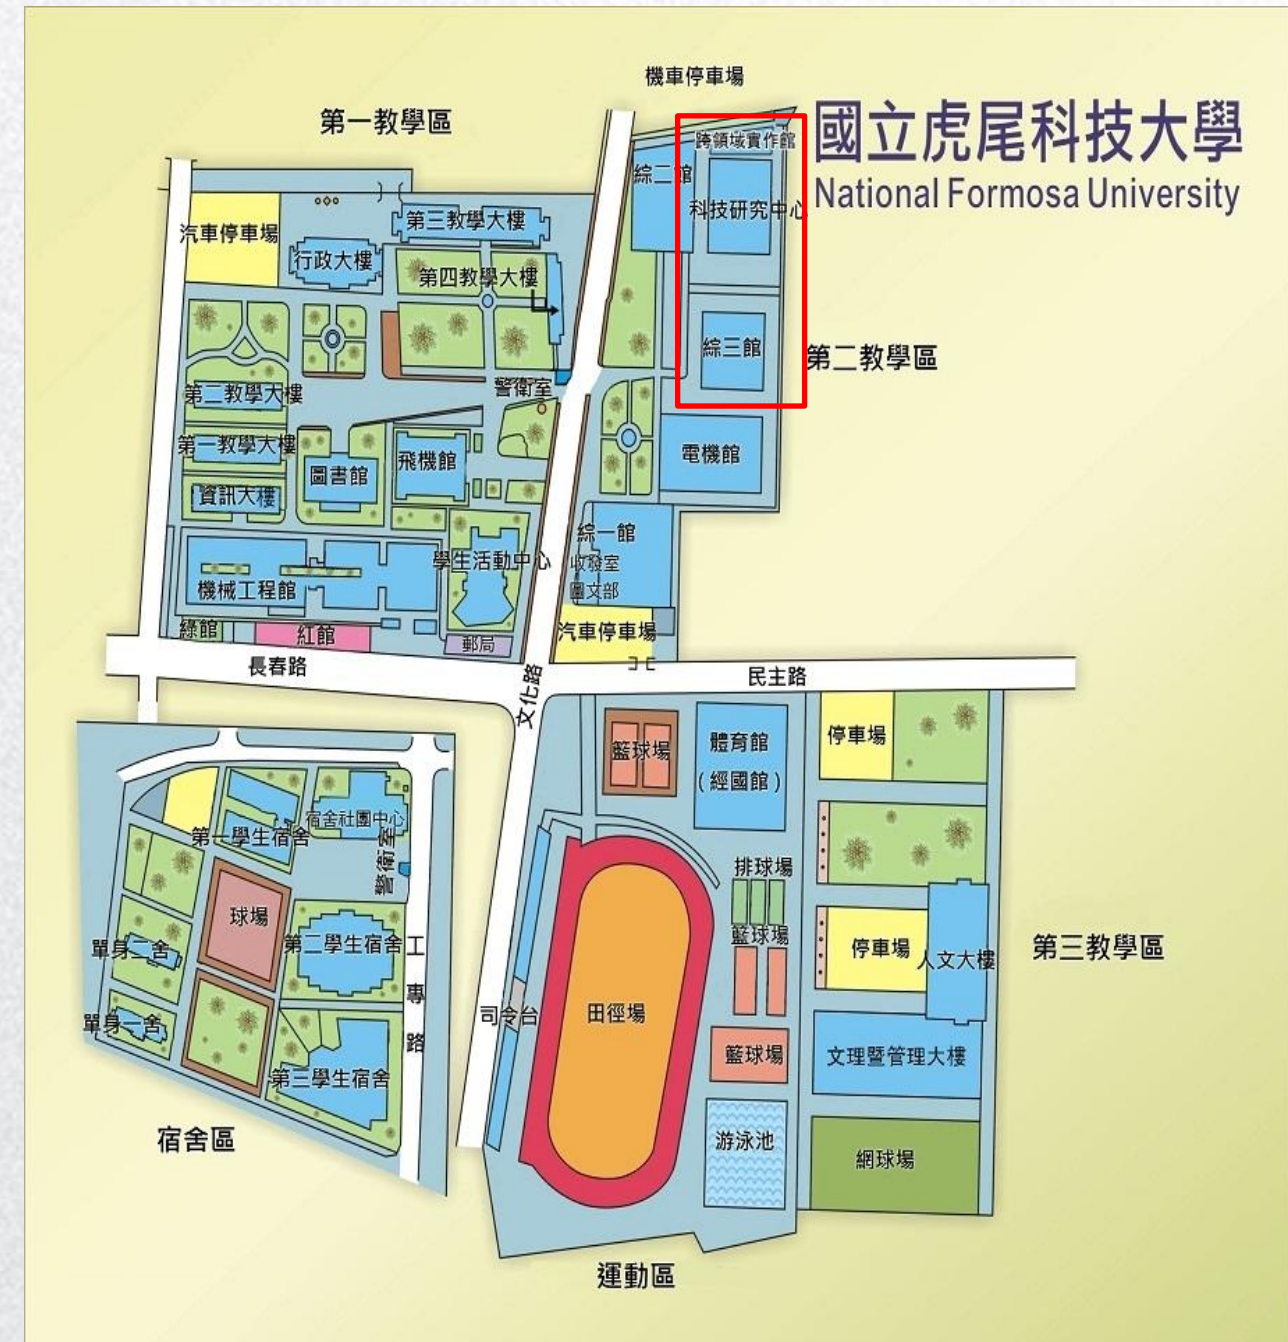 機車停車場
第一教學區
國立虎尾科技大學
National Formosa University
跨領域實作館
綜二館
科技研究中心
汽車停車場
第三教學大樓
行政大樓
第四教學大樓
綜三館
第二教學區
警衛室
第二教學大樓
第一教學大樓
圖書館
飛機館
電機館
資訊大樓
綜一館
收發室
圖文部
學生活動中心
機械工程館
綠館
紅館
郵局
汽車停車場
長春路
文化路
民主路
籃球場
體育館
(經國館)
停車場
第一學生宿舍
宿舍社團中心
警衛室
排球場
球場
籃球場
單身二舍
第二學生宿舍
工專路
停車場
人文大樓
第三教學區
單身一舍
司令台
田徑場
籃球場
文理暨管理大樓
第三學生宿舍
宿舍區
游泳池
網球場
運動區